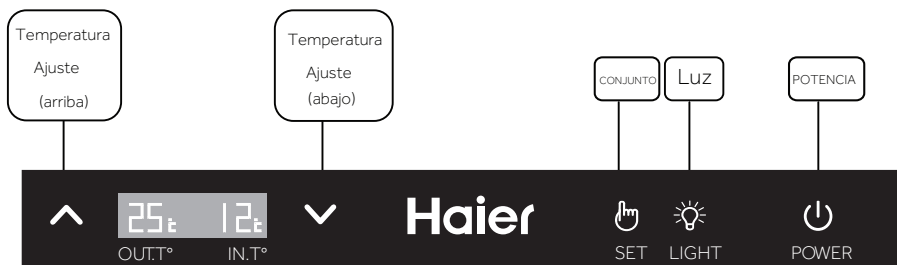 Temperatura
Ajuste
(arriba)
Temperatura
Ajuste
(abajo)
CONJUNTO
Luz
POTENCIA
25℃ 12℃
OUT.T° IN.T°
Haier
SET LIGHT POWER